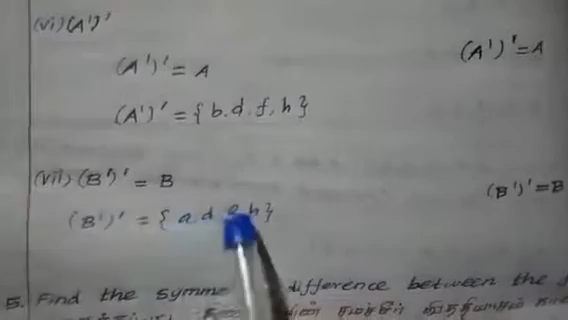 (vi) (A')'
(A')' = A
(A')' = A
(A')' = { b, d, f, h }
(vii) (B')' = B
(B')' = B
(B')' = { a, d, e, h }
5. Find the symme difference between the